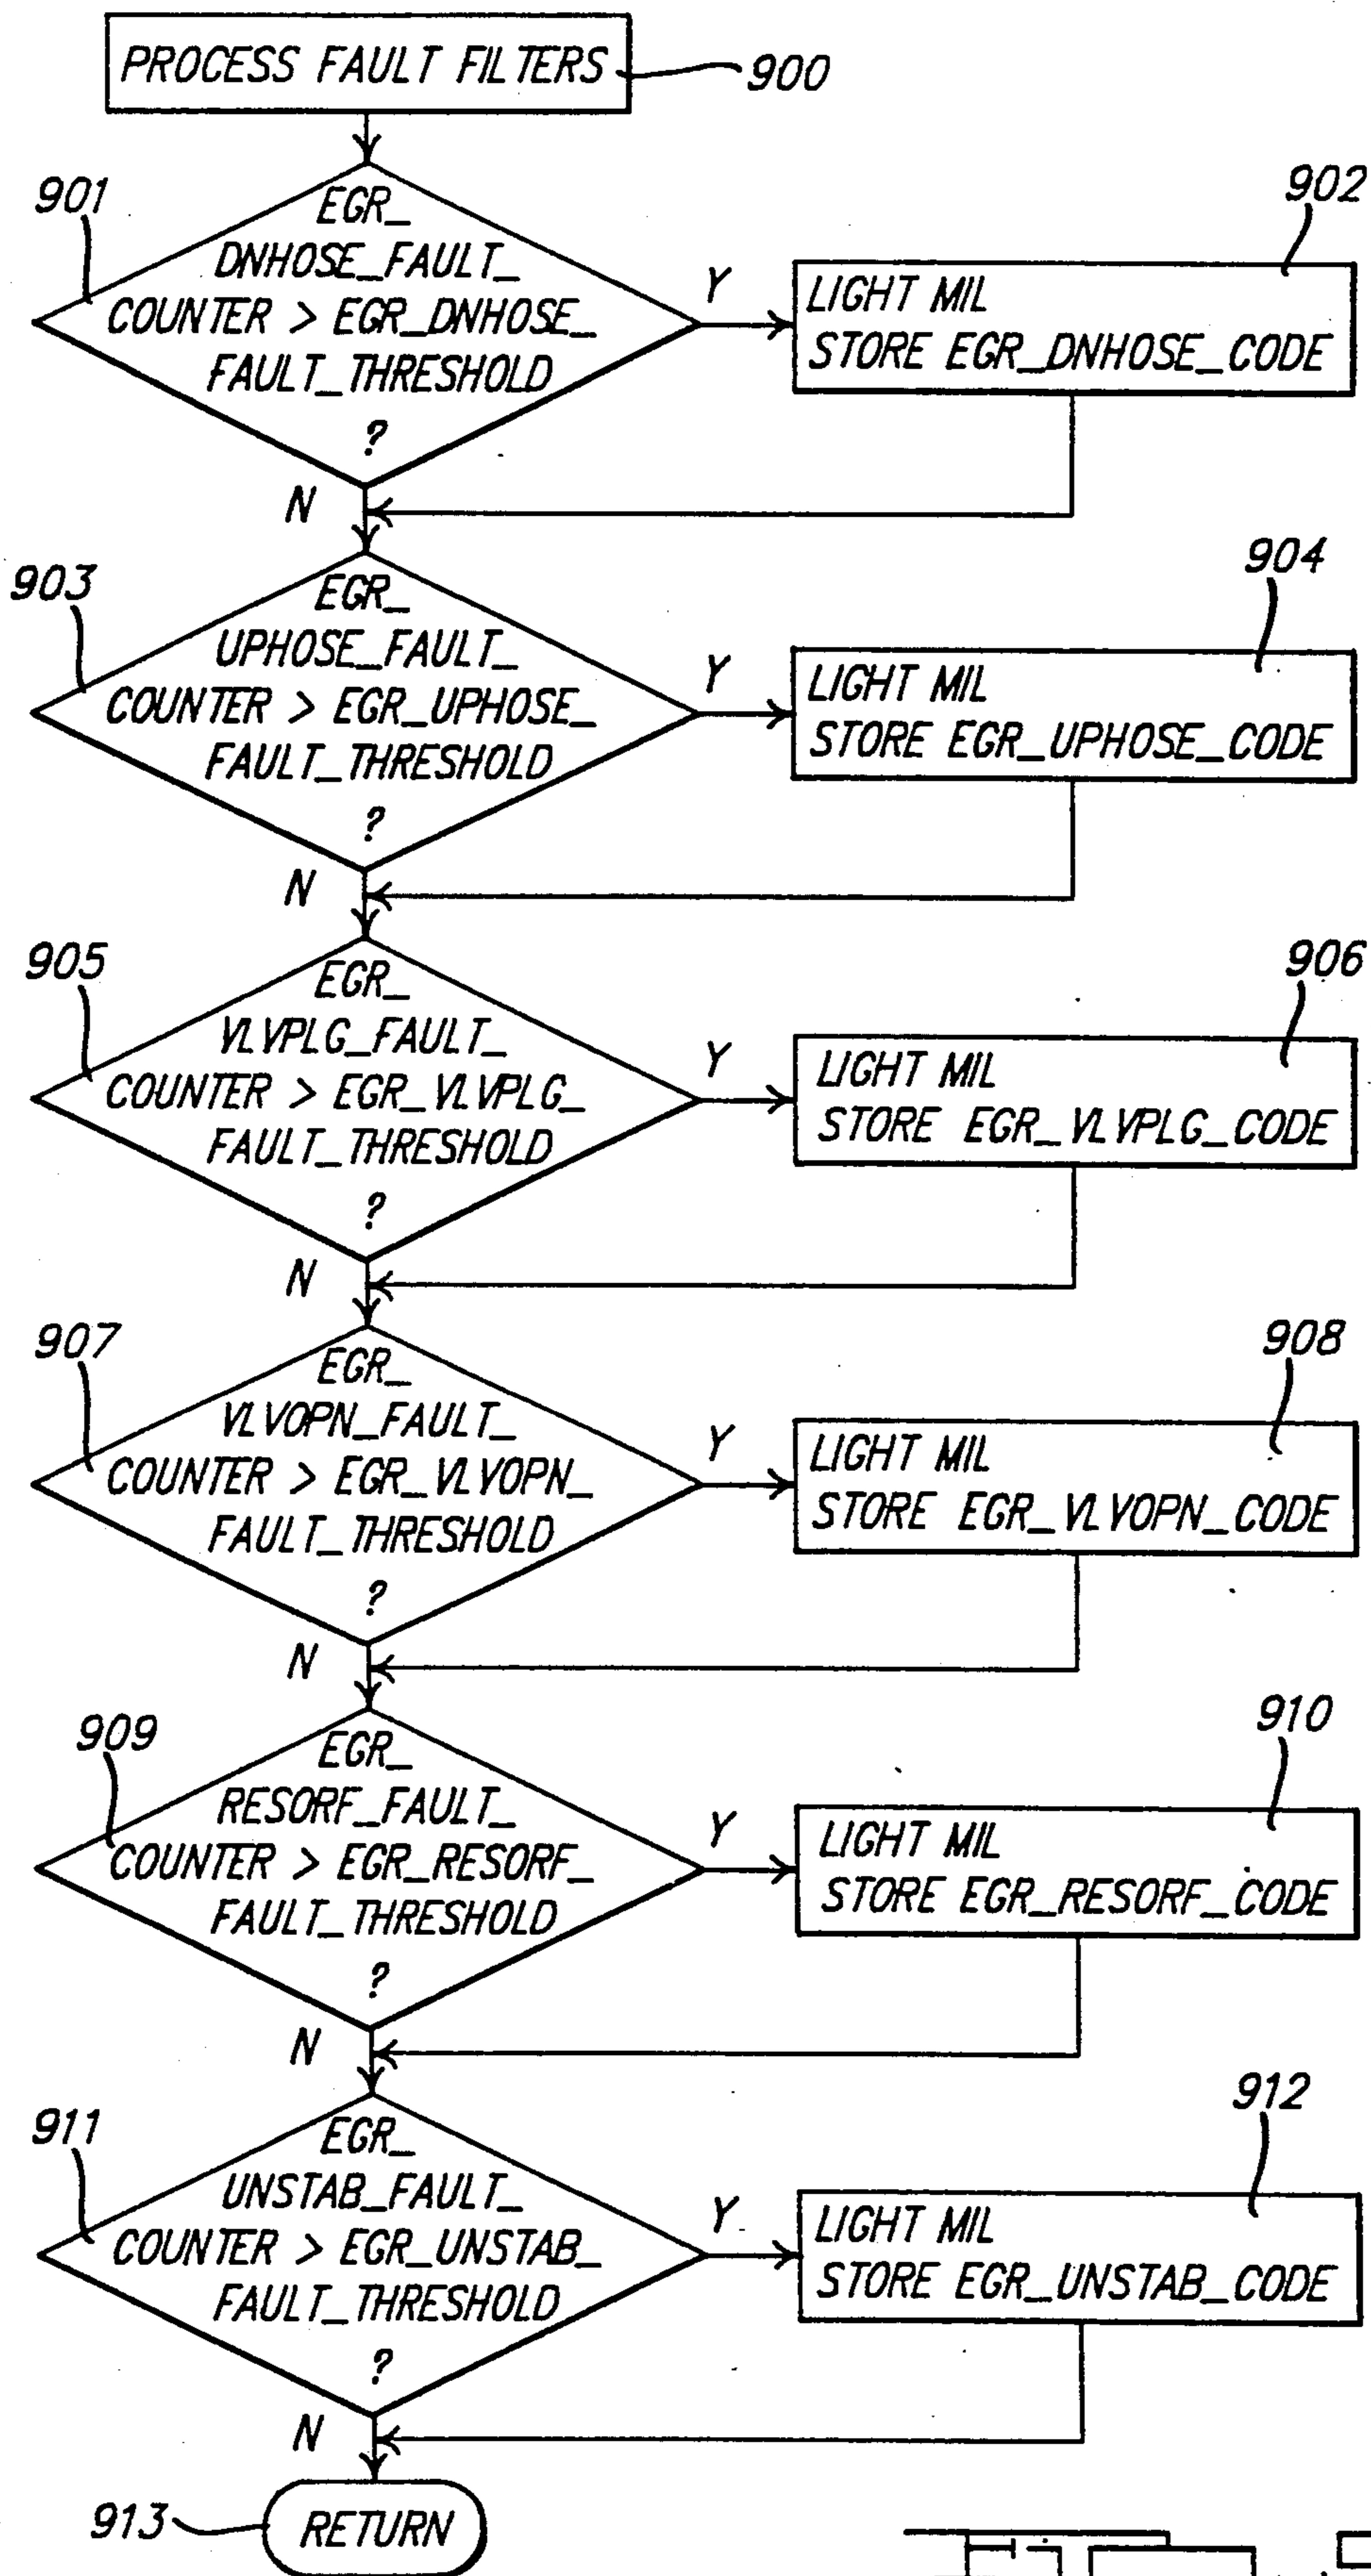 PROCESS FAULT FILTERS
900
901
EGR_
DNHOSE_FAULT_
COUNTER > EGR_DNHOSE_
FAULT_THRESHOLD
?
Y
N
902
LIGHT MIL
STORE EGR_DNHOSE_CODE
903
EGR_
UPHOSE_FAULT_
COUNTER > EGR_UPHOSE_
FAULT_THRESHOLD
?
Y
N
904
LIGHT MIL
STORE EGR_UPHOSE_CODE
905
EGR_
VLVPLG_FAULT_
COUNTER > EGR_VLVPLG_
FAULT_THRESHOLD
?
Y
N
906
LIGHT MIL
STORE EGR_VLVPLG_CODE
907
EGR_
VLVOPN_FAULT_
COUNTER > EGR_VLVOPN_
FAULT_THRESHOLD
?
Y
N
908
LIGHT MIL
STORE EGR_VLVOPN_CODE
909
EGR_
RESORF_FAULT_
COUNTER > EGR_RESORF_
FAULT_THRESHOLD
?
Y
N
910
LIGHT MIL
STORE EGR_RESORF_CODE
911
EGR_
UNSTAB_FAULT_
COUNTER > EGR_UNSTAB_
FAULT_THRESHOLD
?
Y
N
912
LIGHT MIL
STORE EGR_UNSTAB_CODE
913
RETURN